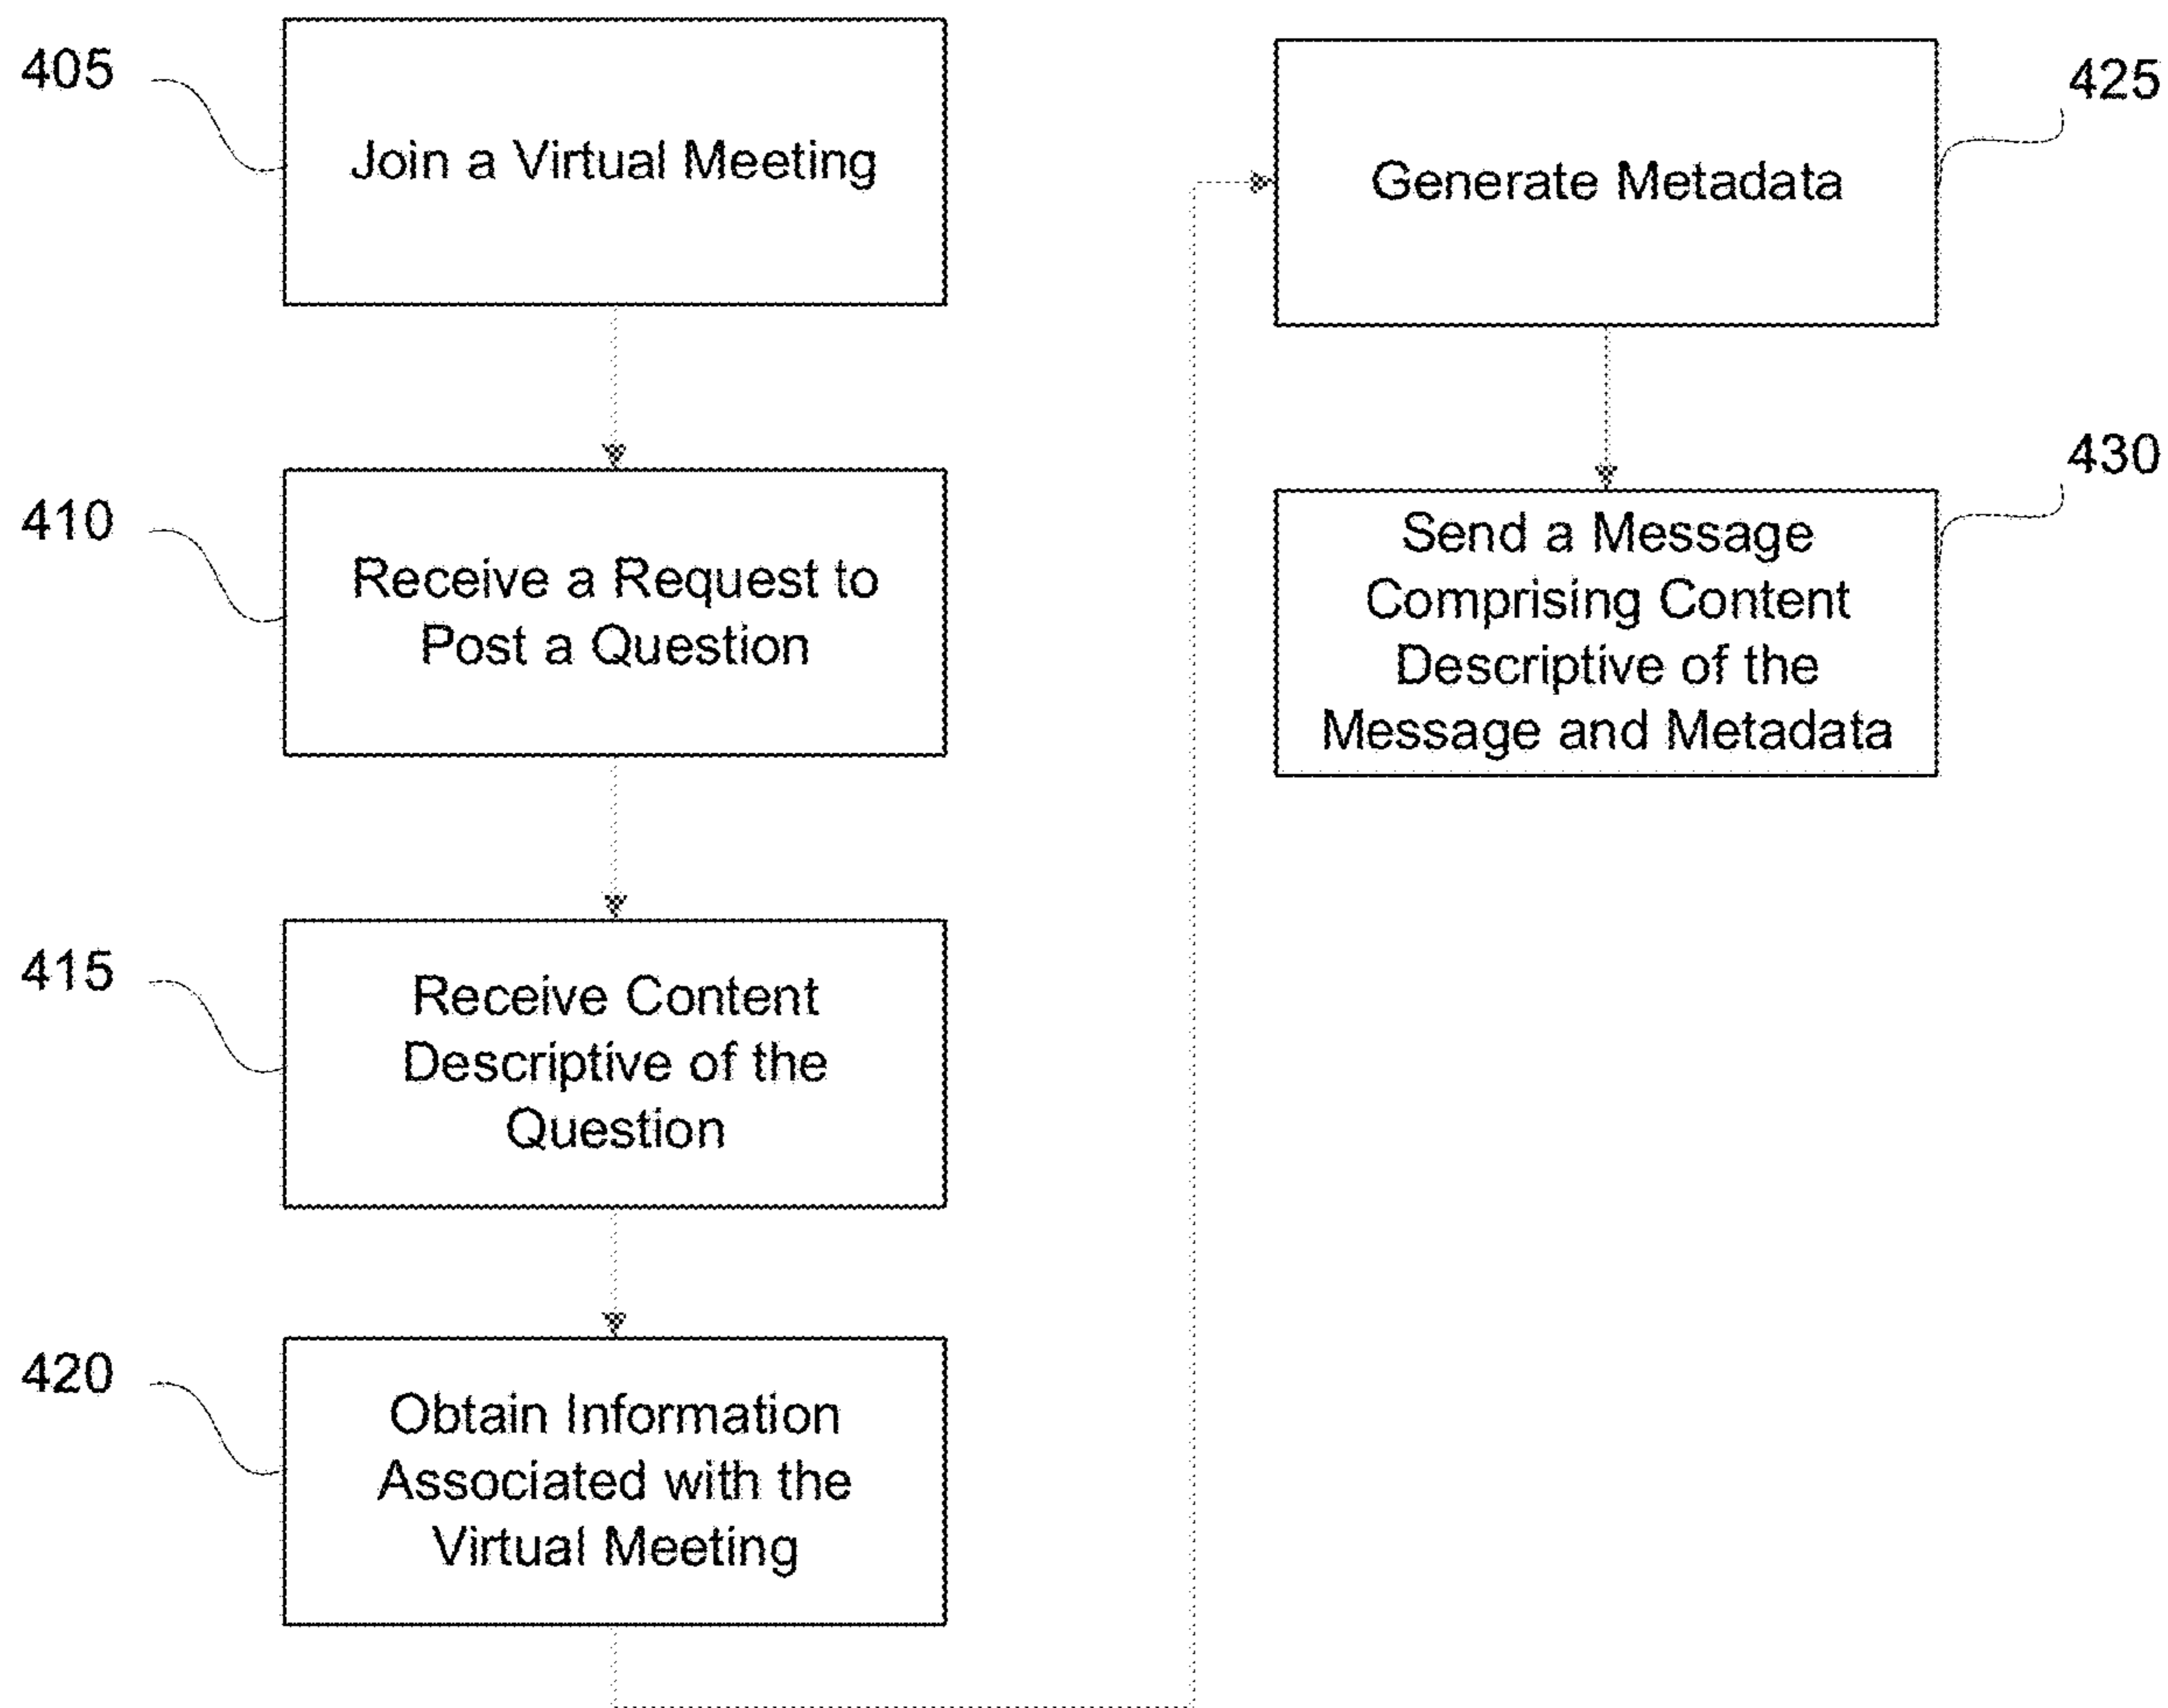 405
Join a Virtual Meeting
410
Receive a Request to
Post a Question
415
Receive Content
Descriptive of the
Question
420
Obtain Information
Associated with the
Virtual Meeting
425
Generate Metadata
430
Send a Message
Comprising Content
Descriptive of the
Message and Metadata